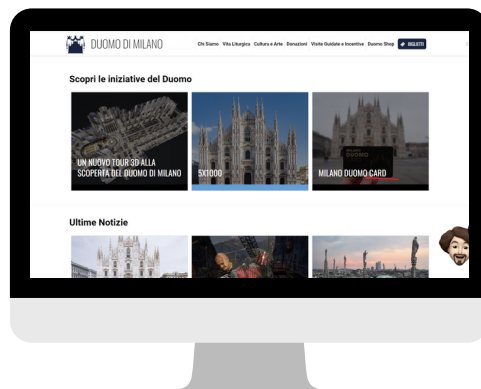 DUOMO DI MILANO
Chi Siamo Vita Liturgica Cultura e Arte Donazioni Visite Guidate e Incentive Duomo Shop BIGLIETTI
Scopri le iniziative del Duomo
UN NUOVO TOUR 3D ALLA
SCOPERTA DEL DUOMO DI MILANO
5X1000
DUOMO
MILANO DUOMO CARD
Ultime Notizie